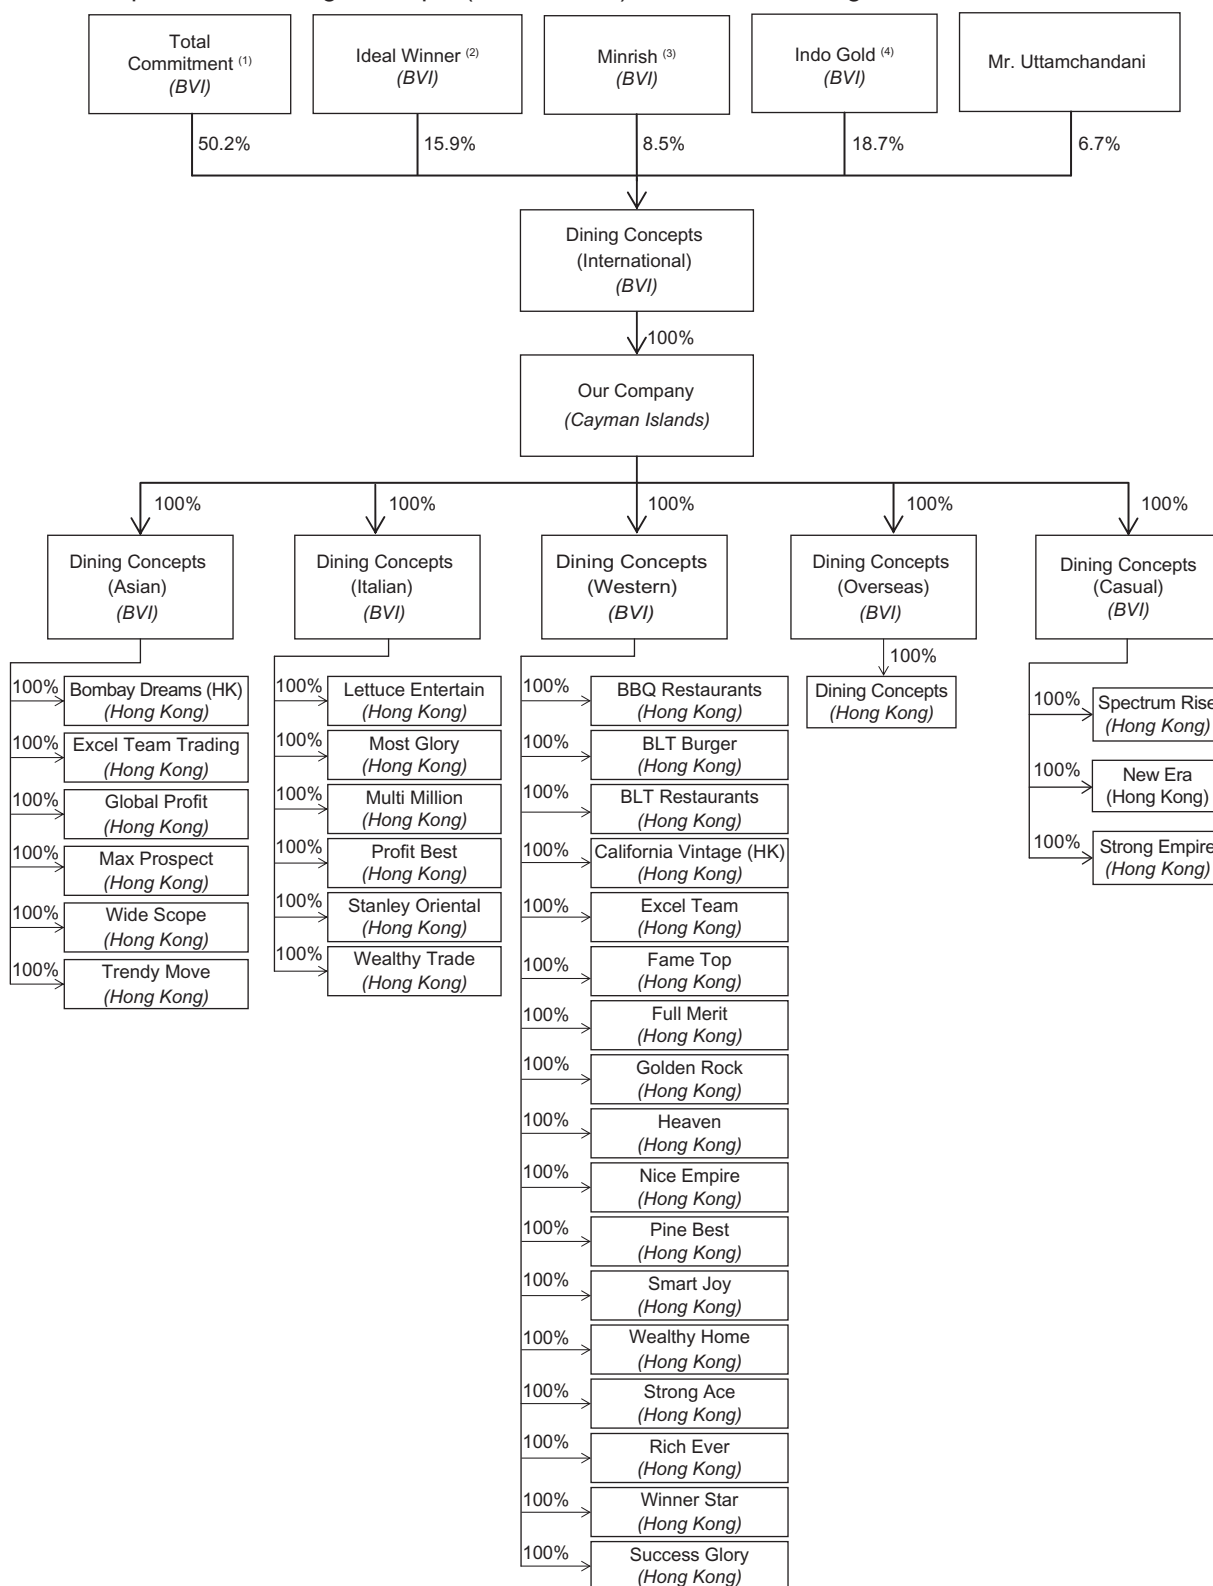 Total
Commitment (1)
(BVI)
Ideal Winner (2)
(BVI)
Minrish (3)
(BVI)
Indo Gold (4)
(BVI)
Mr. Uttamchandani
50.2%
15.9%
8.5%
18.7%
6.7%
Dining Concepts
(International)
(BVI)
100%
Our Company
(Cayman Islands)
100%
100%
100%
100%
100%
Dining Concepts
(Asian)
(BVI)
Dining Concepts
(Italian)
(BVI)
Dining Concepts
(Western)
(BVI)
Dining Concepts
(Overseas)
(BVI)
Dining Concepts
(Casual)
(BVI)
100%
Bombay Dreams (HK)
(Hong Kong)
100%
Excel Team Trading
(Hong Kong)
100%
Global Profit
(Hong Kong)
100%
Max Prospect
(Hong Kong)
100%
Wide Scope
(Hong Kong)
100%
Trendy Move
(Hong Kong)
100%
Lettuce Entertain
(Hong Kong)
100%
Most Glory
(Hong Kong)
100%
Multi Million
(Hong Kong)
100%
Profit Best
(Hong Kong)
100%
Stanley Oriental
(Hong Kong)
100%
Wealthy Trade
(Hong Kong)
100%
BBQ Restaurants
(Hong Kong)
100%
BLT Burger
(Hong Kong)
100%
BLT Restaurants
(Hong Kong)
100%
California Vintage (HK)
(Hong Kong)
100%
Excel Team
(Hong Kong)
100%
Fame Top
(Hong Kong)
100%
Full Merit
(Hong Kong)
100%
Golden Rock
(Hong Kong)
100%
Heaven
(Hong Kong)
100%
Nice Empire
(Hong Kong)
100%
Pine Best
(Hong Kong)
100%
Smart Joy
(Hong Kong)
100%
Wealthy Home
(Hong Kong)
100%
Strong Ace
(Hong Kong)
100%
Rich Ever
(Hong Kong)
100%
Winner Star
(Hong Kong)
100%
Success Glory
(Hong Kong)
100%
Dining Concepts
(Hong Kong)
100%
Spectrum Rise
(Hong Kong)
100%
New Era
(Hong Kong)
100%
Strong Empire
(Hong Kong)